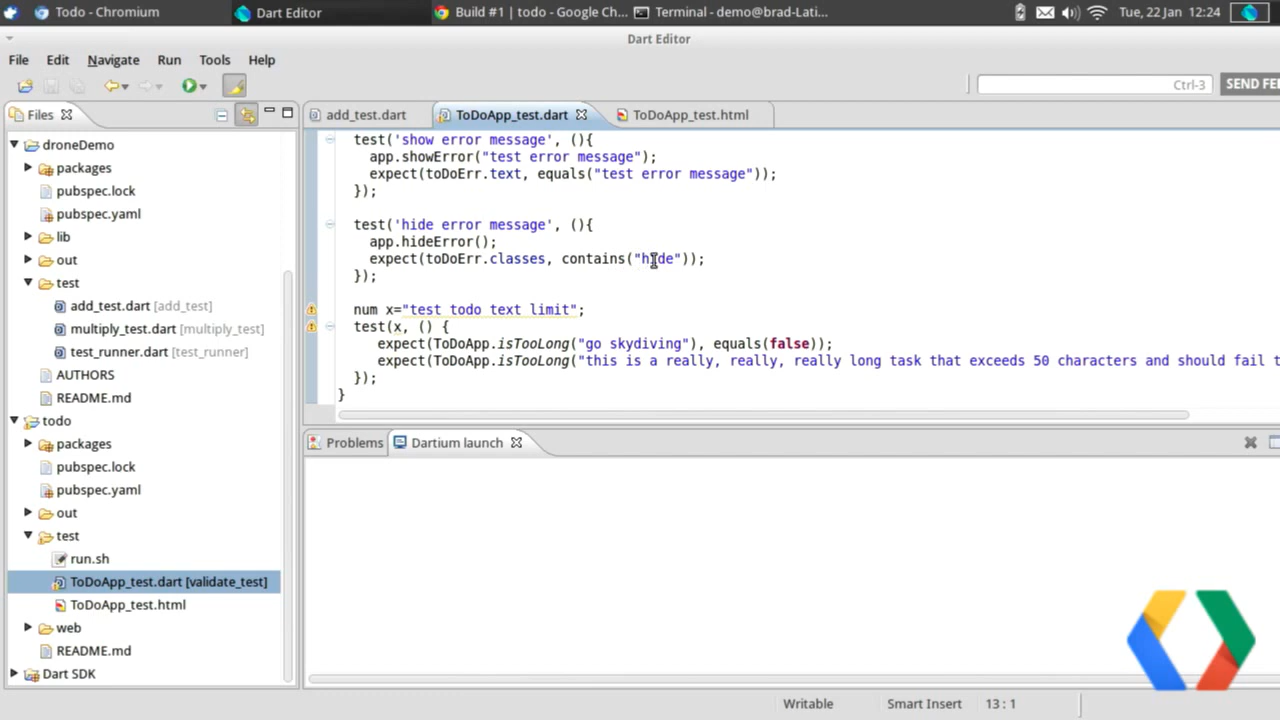 Todo - Chromium
Dart Editor
Build #1 | todo - Google Ch...
Terminal - demo@brad-Lati...
Tue, 22 Jan 12:24
Dart Editor
File Edit Navigate Run Tools Help
Ctrl-3
SEND FE
Files
add_test.dart
ToDoApp_test.dart
ToDoApp_test.html
droneDemo
packages
pubspec.lock
pubspec.yaml
lib
out
test
add_test.dart [add_test]
multiply_test.dart [multiply_test]
test_runner.dart [test_runner]
AUTHORS
README.md
todo
packages
pubspec.lock
pubspec.yaml
out
test
run.sh
ToDoApp_test.dart [validate_test]
ToDoApp_test.html
web
README.md
Dart SDK
test('show error message', (){
app.showError("test error message");
expect(toDoErr.text, equals("test error message"));
});
test('hide error message', (){
app.hideError();
expect(toDoErr.classes, contains("hide"));
});
num x="test todo text limit";
test(x, () {
expect(ToDoApp.isTooLong("go skydiving"), equals(false));
expect(ToDoApp.isTooLong("this is a really, really, really long task that exceeds 50 characters and should fail t
});
}
Problems
Dartium launch
Writable
Smart Insert
13 : 1